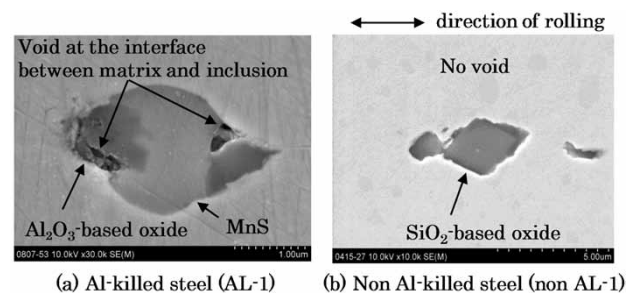 Void at the interface
between matrix and inclusion
Al₂O₃-based oxide
MnS
0807-53 10.0kV x30.0k SE(M)
1.00um
(a) Al-killed steel (AL-1)
direction of rolling
No void
SiO₂-based oxide
0415-27 10.0kV x10.0k SE(M)
5.00um
(b) Non Al-killed steel (non AL-1)